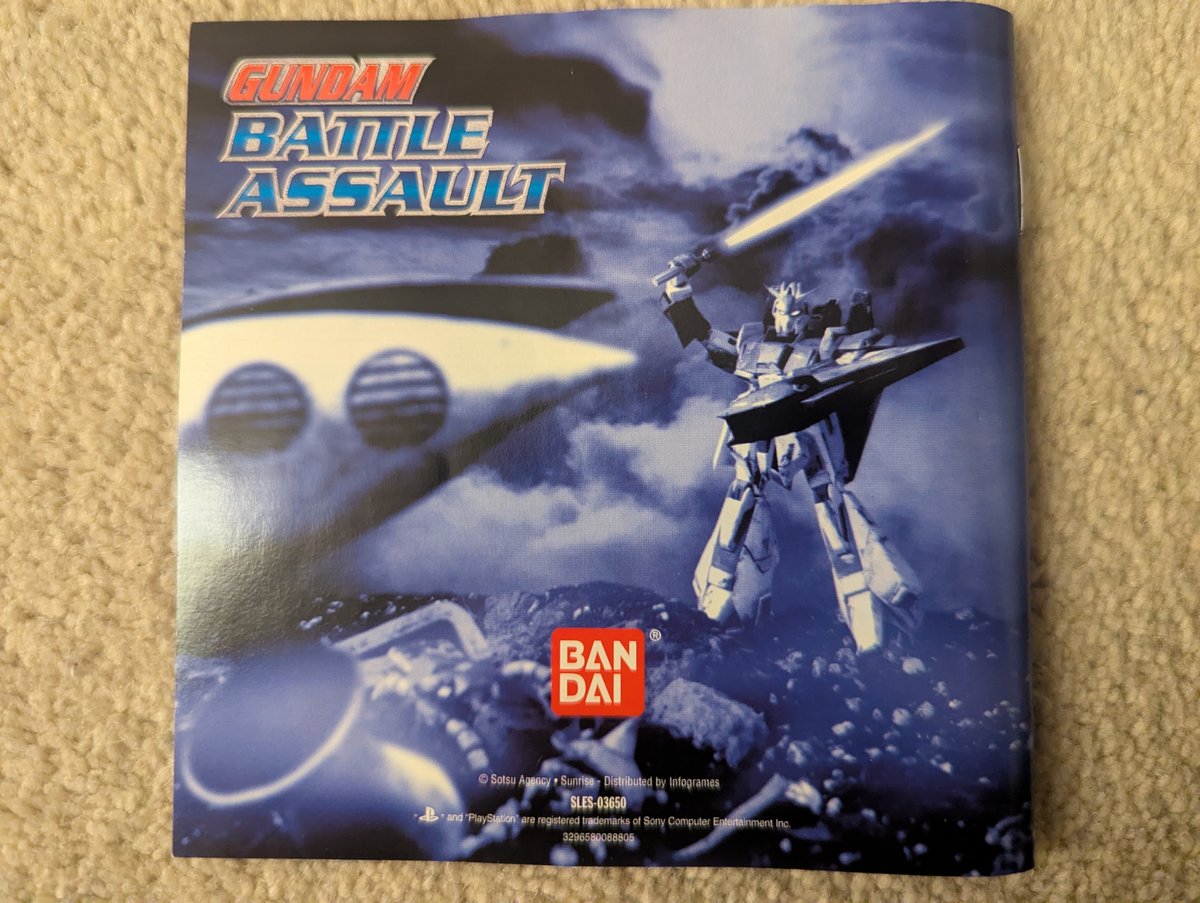 GUNDAM
BATTLE
ASSAULT
BAN
DAI
®
© Sotsu Agency • Sunrise - Distributed by Infogrames
SLES-03650
" " and "PlayStation" are registered trademarks of Sony Computer Entertainment Inc.
3296580088805